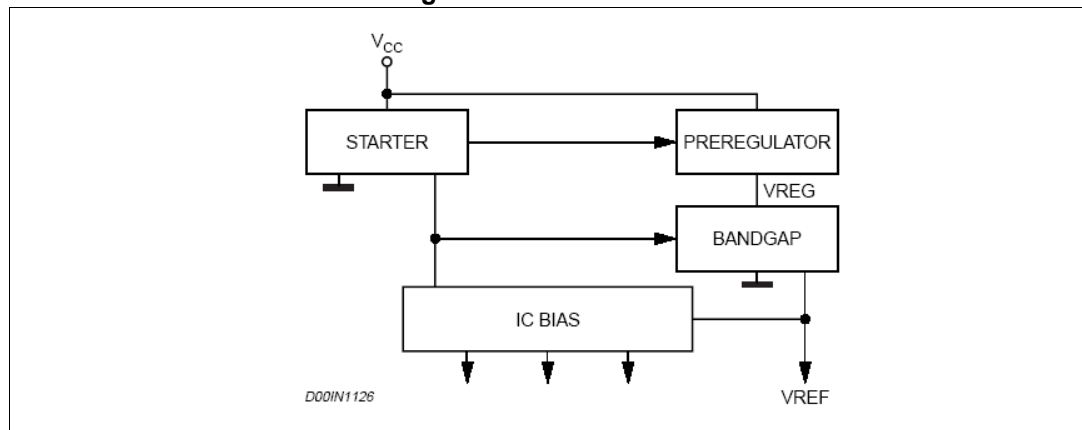 V_CC
STARTER
PREREGULATOR
VREG
BANDGAP
IC BIAS
D00IN1126
VREF